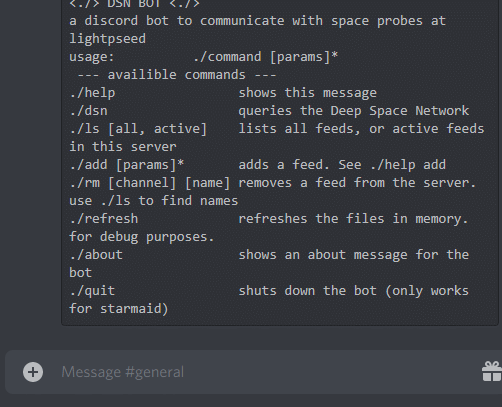 <./> DSN BOT <./>
a discord bot to communicate with space probes at
lightpseed
usage:          ./command [params]*
 --- availible commands ---
./help                shows this message
./dsn                 queries the Deep Space Network
./ls [all, active]    lists all feeds, or active feeds
in this server
./add [params]*       adds a feed. See ./help add
./rm [channel] [name] removes a feed from the server.
use ./ls to find names
./refresh             refreshes the files in memory.
for debug purposes.
./about               shows an about message for the
bot
./quit                shuts down the bot (only works
for starmaid)
Message #general